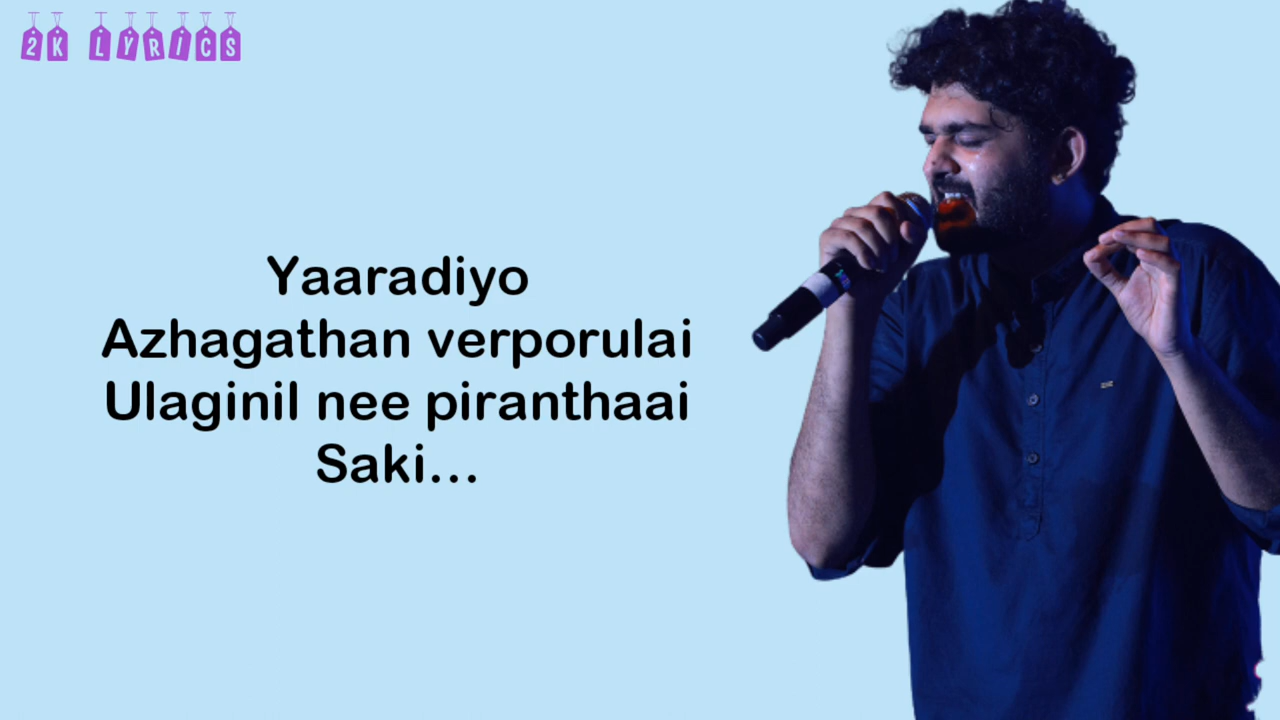 2K LYRICS
Yaaradiyo
Azhagathan verporulai
Ulaginil nee piranthaai
Saki...